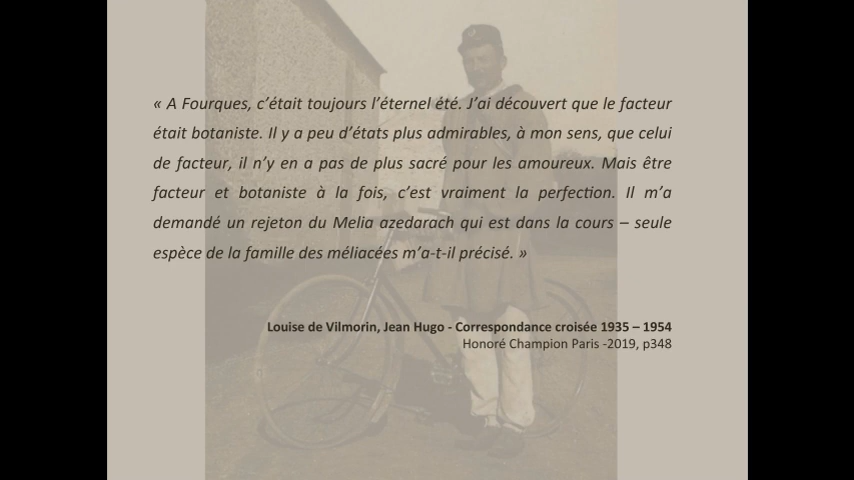 « A Fourques, c’était toujours l’éternel été. J’ai découvert que le facteur
était botaniste. Il y a peu d’états plus admirables, à mon sens, que celui
de facteur, il n’y en a pas de plus sacré pour les amoureux. Mais être
facteur et botaniste à la fois, c’est vraiment la perfection. Il m’a
demandé un rejeton du Melia azedarach qui est dans la cours – seule
espèce de la famille des méliacées m’a-t-il précisé. »
Louise de Vilmorin, Jean Hugo - Correspondance croisée 1935 – 1954
Honoré Champion Paris -2019, p348